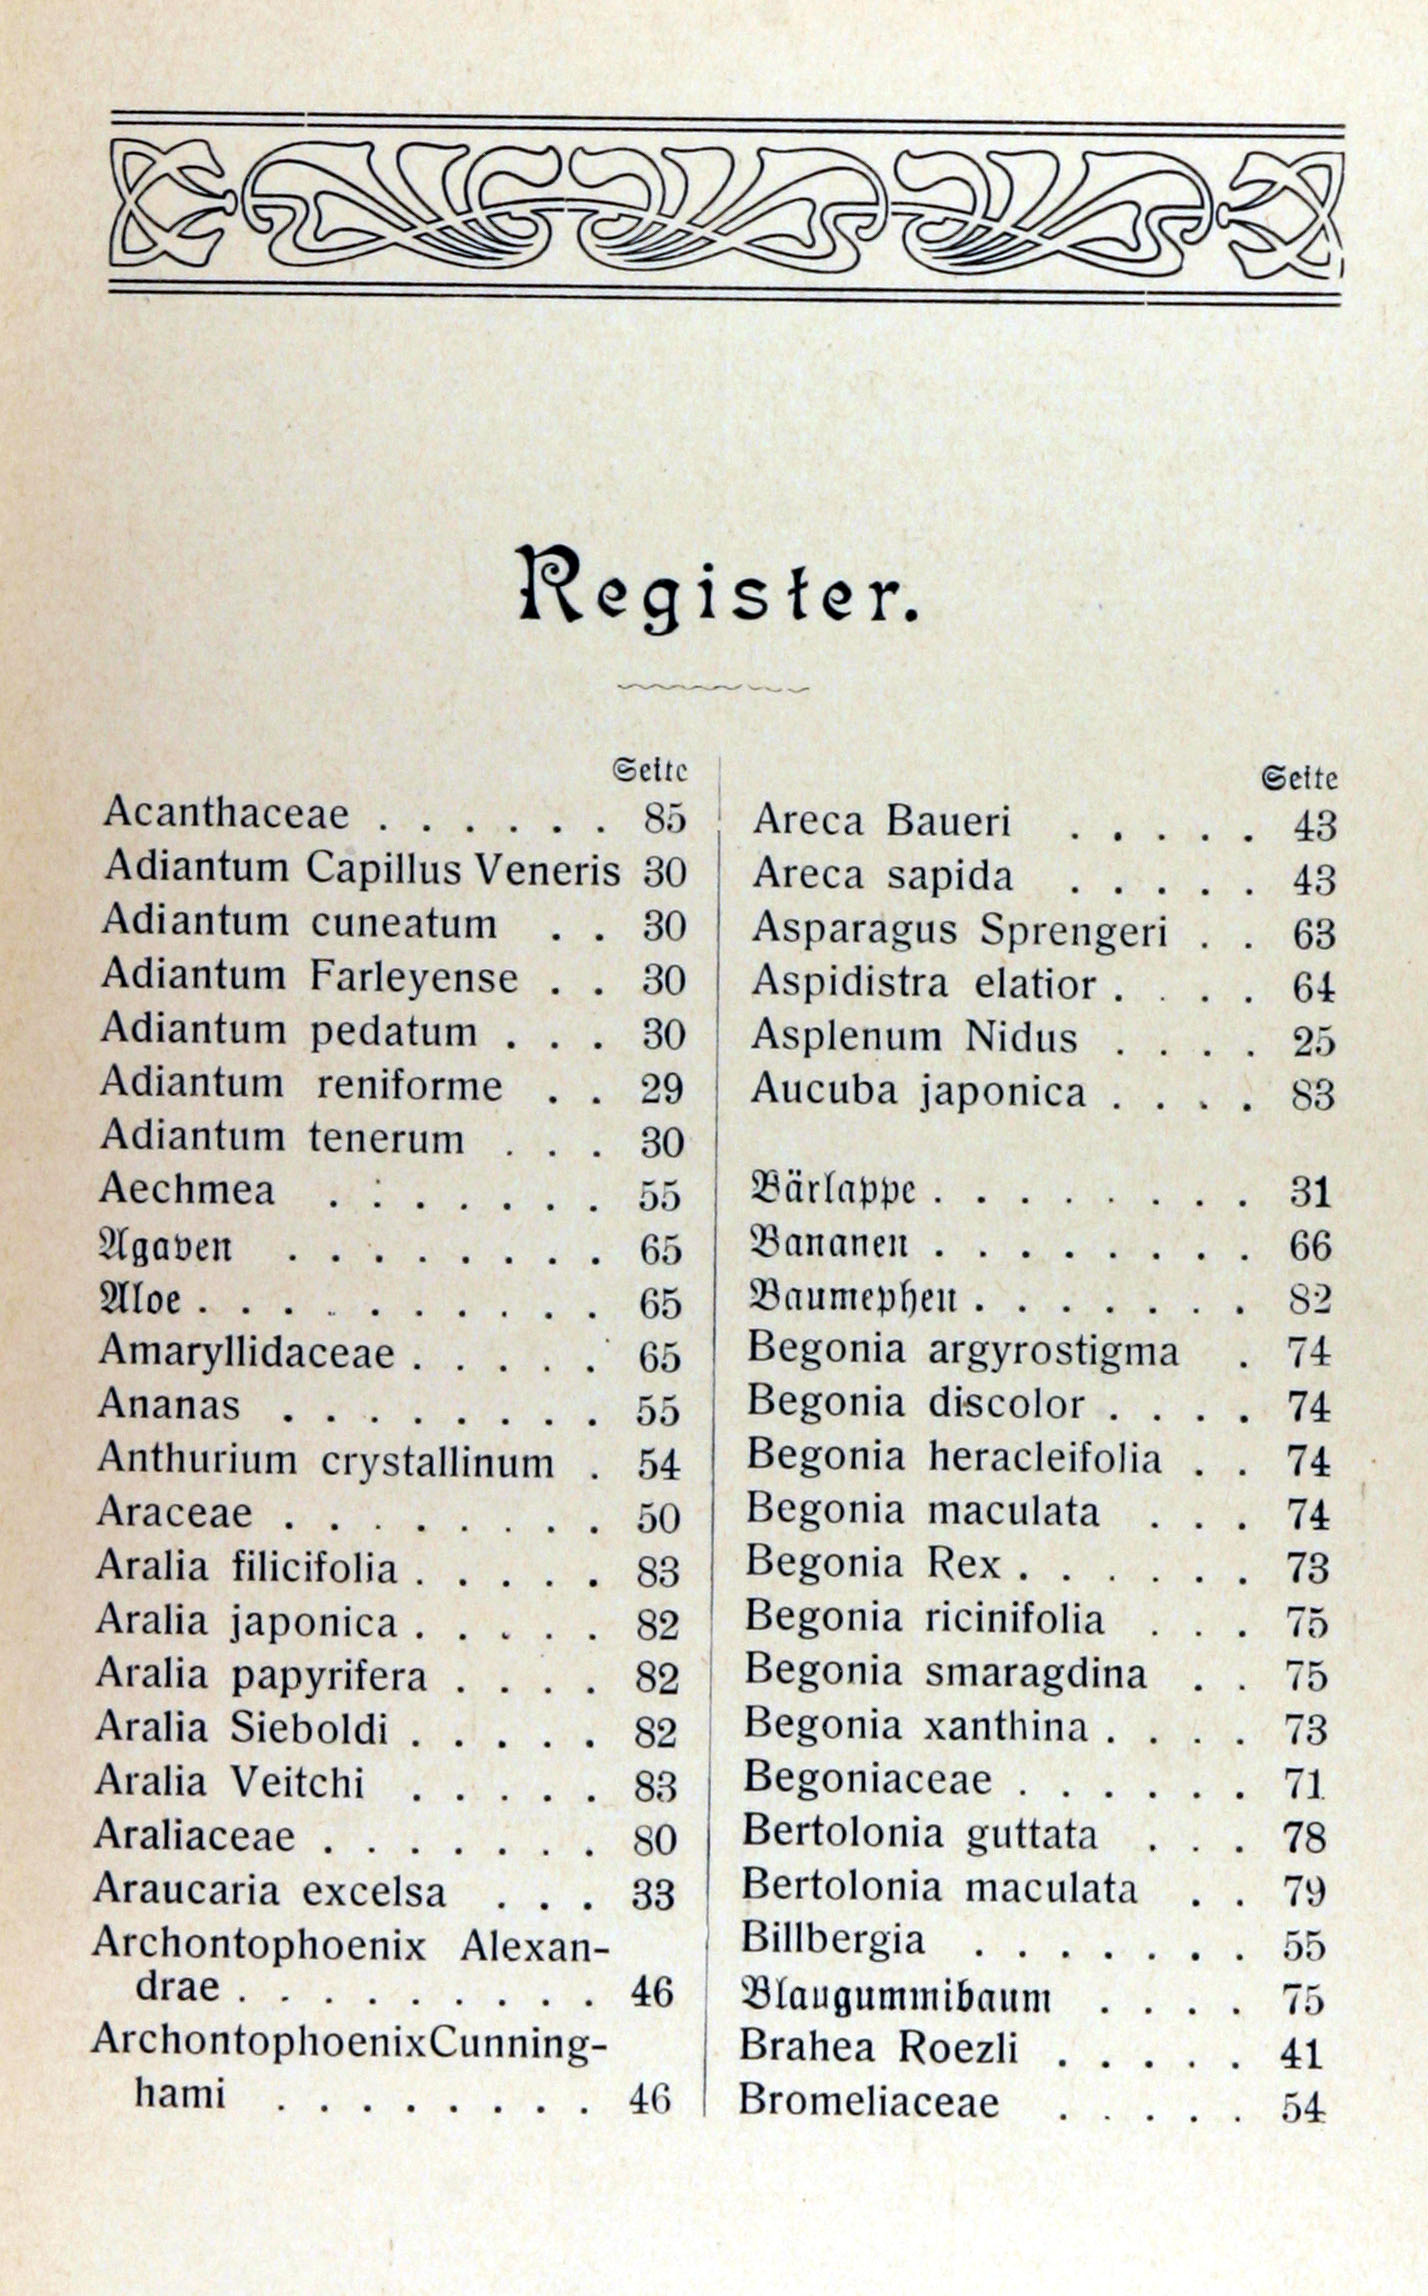 Register.
Seite
Acanthaceae . . . . . . 85
Adiantum Capillus Veneris 30
Adiantum cuneatum . . 30
Adiantum Farleyense . . 30
Adiantum pedatum . . . 30
Adiantum reniforme . . 29
Adiantum tenerum . . . 30
Aechmea . . . . . . . 55
Agaven . . . . . . . . 65
Aloe . . . . . . . . . . 65
Amaryllidaceae . . . . . 65
Ananas . . . . . . . . 55
Anthurium crystallinum . 54
Araceae . . . . . . . . 50
Aralia filicifolia . . . . . 83
Aralia japonica . . . . . 82
Aralia papyrifera . . . . 82
Aralia Sieboldi . . . . . 82
Aralia Veitchi . . . . . 83
Araliaceae . . . . . . . 80
Araucaria excelsa . . . 33
Archontophoenix Alexan-
drae . . . . . . . . . 46
Archontophoenix Cunning-
hami . . . . . . . . 46
Seite
Areca Baueri . . . . . 43
Areca sapida . . . . . 43
Asparagus Sprengeri . . 63
Aspidistra elatior . . . . 64
Asplenum Nidus . . . . 25
Aucuba japonica . . . . 83
Bärlappe . . . . . . . . 31
Bananen . . . . . . . . 66
Baumepheu . . . . . . . 82
Begonia argyrostigma . 74
Begonia discolor . . . . 74
Begonia heracleifolia . . 74
Begonia maculata . . . 74
Begonia Rex . . . . . . 73
Begonia ricinifolia . . . 75
Begonia smaragdina . . 75
Begonia xanthina . . . . 73
Begoniaceae . . . . . . 71
Bertolonia guttata . . . 78
Bertolonia maculata . . 79
Billbergia . . . . . . . 55
Blaugummibaum . . . . 75
Brahea Roezli . . . . . 41
Bromeliaceae . . . . . 54